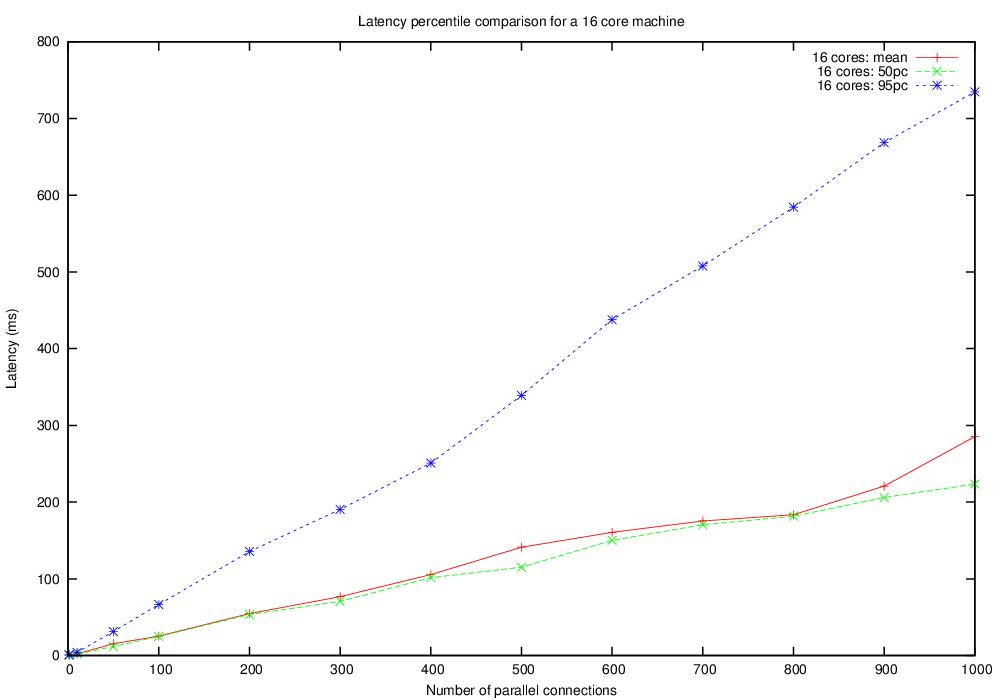 Latency percentile comparison for a 16 core machine
800
700
600
500
400
300
200
100
0
Latency (ms)
16 cores: mean
16 cores: 50pc
16 cores: 95pc
0 100 200 300 400 500 600 700 800 900 1000
Number of parallel connections